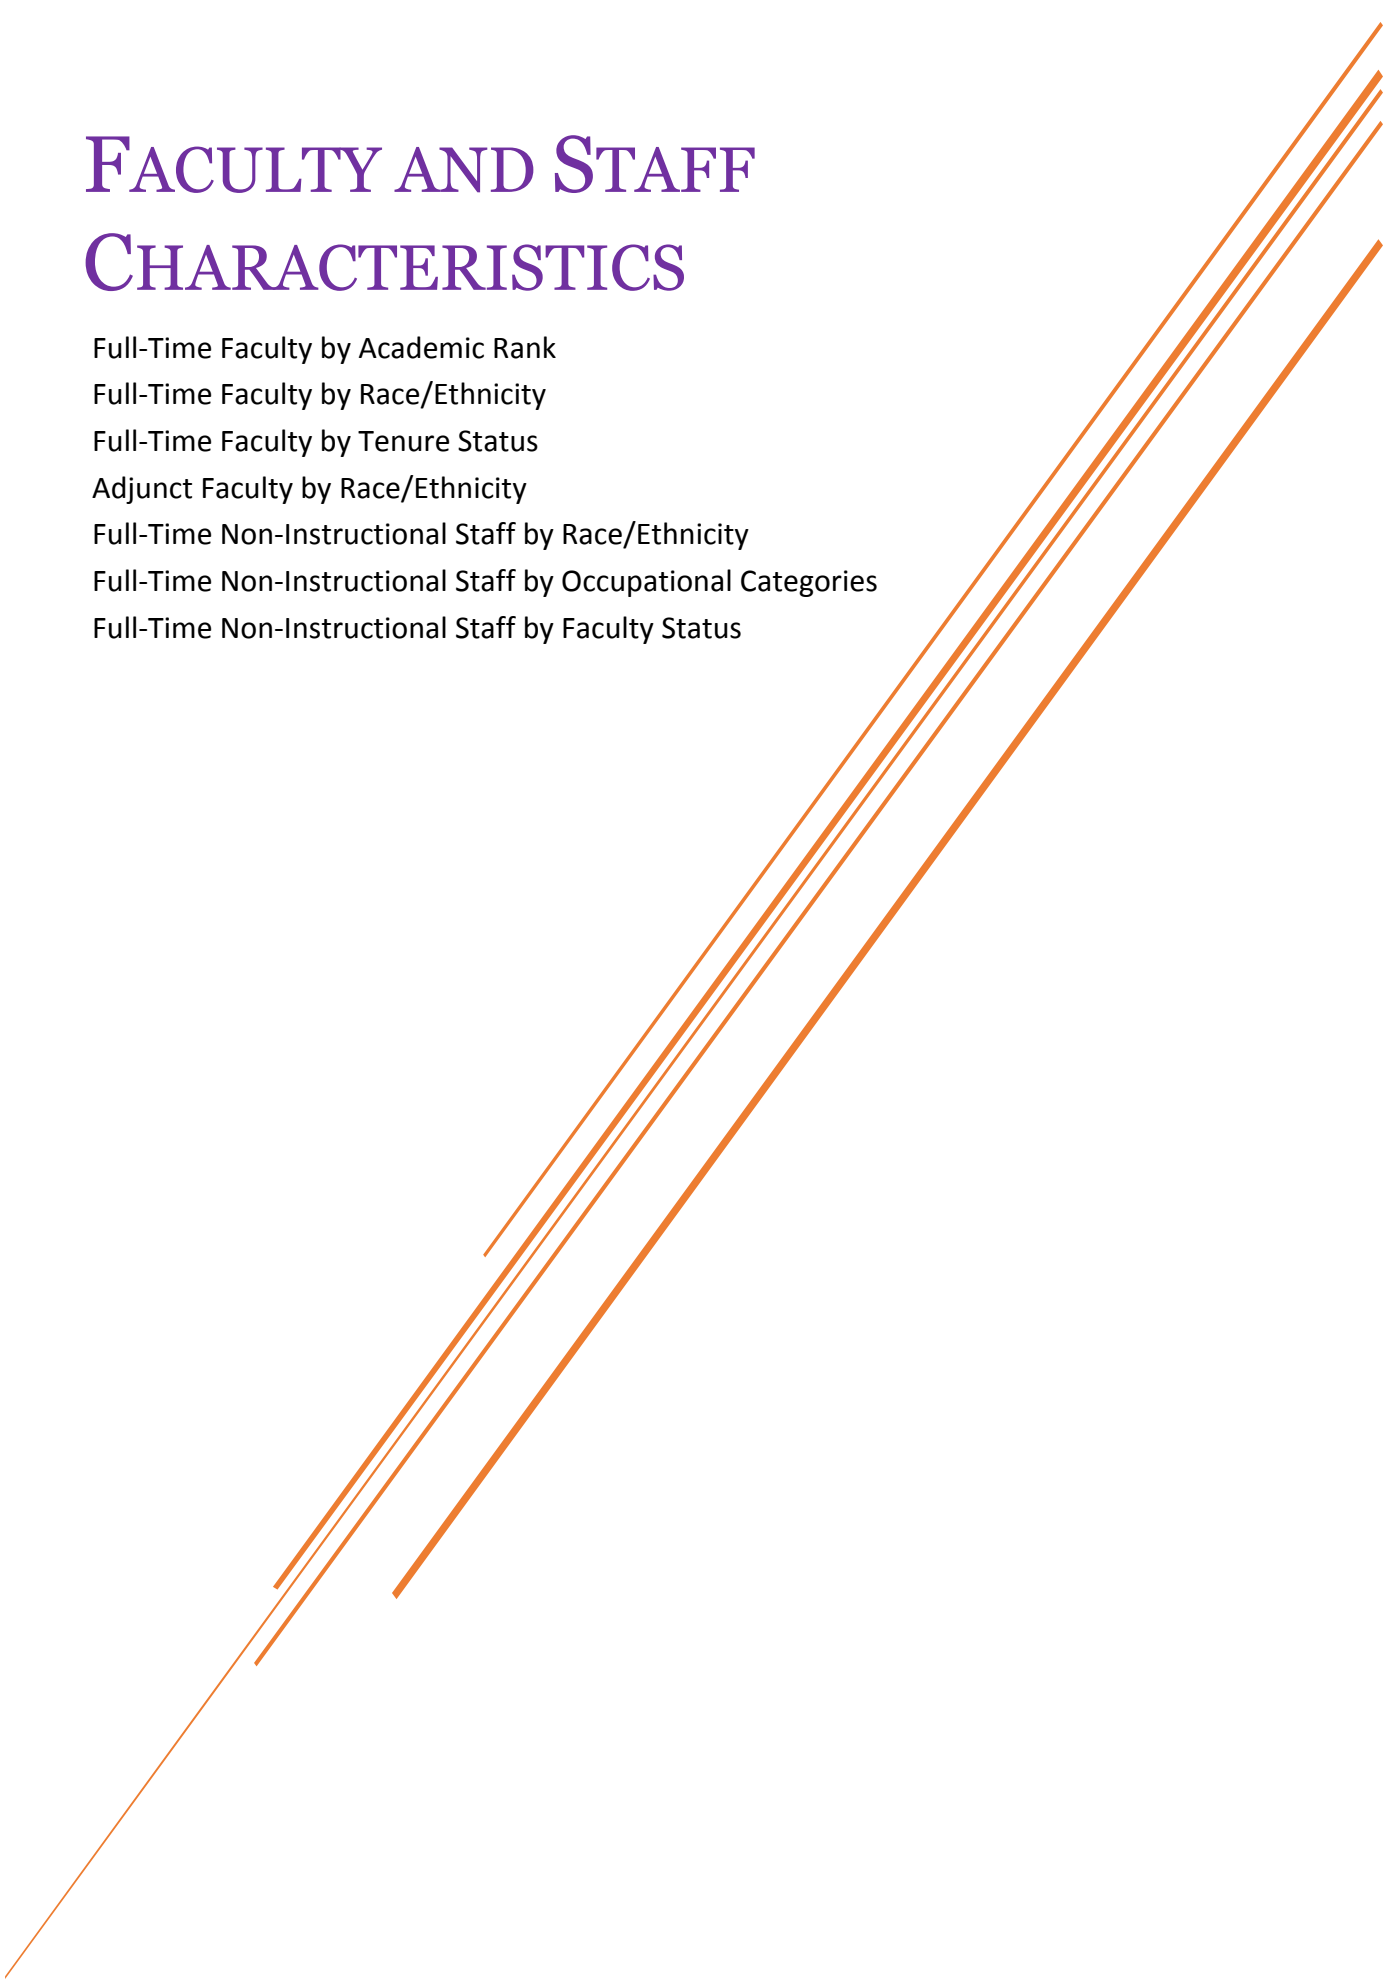 FACULTY AND STAFF
CHARACTERISTICS
Full-Time Faculty by Academic Rank
Full-Time Faculty by Race/Ethnicity
Full-Time Faculty by Tenure Status
Adjunct Faculty by Race/Ethnicity
Full-Time Non-Instructional Staff by Race/Ethnicity
Full-Time Non-Instructional Staff by Occupational Categories
Full-Time Non-Instructional Staff by Faculty Status